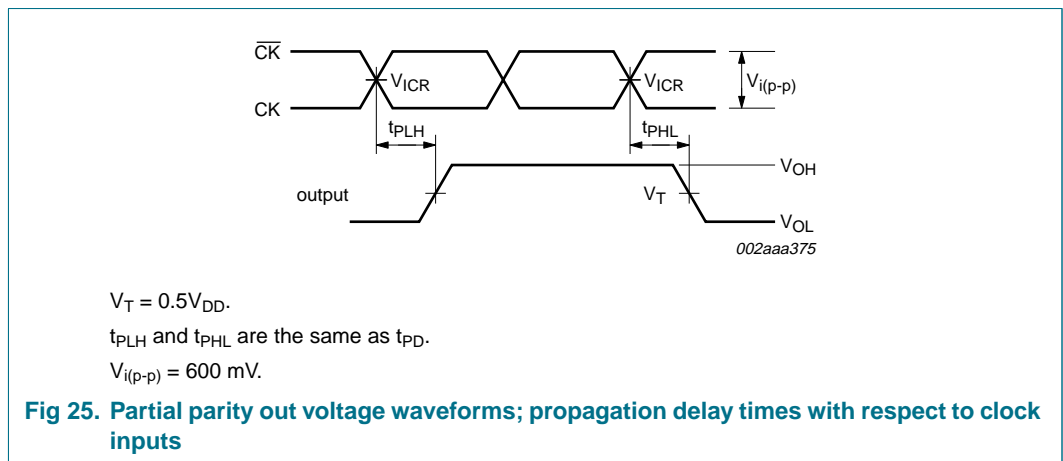 C̅K̅
V_ICR V_ICR V_i(p-p)
CK
t_PLH t_PHL
V_OH
output V_T
V_OL
002aaa375
V_T = 0.5V_DD.
t_PLH and t_PHL are the same as t_PD.
V_i(p-p) = 600 mV.
Fig 25. Partial parity out voltage waveforms; propagation delay times with respect to clock
inputs